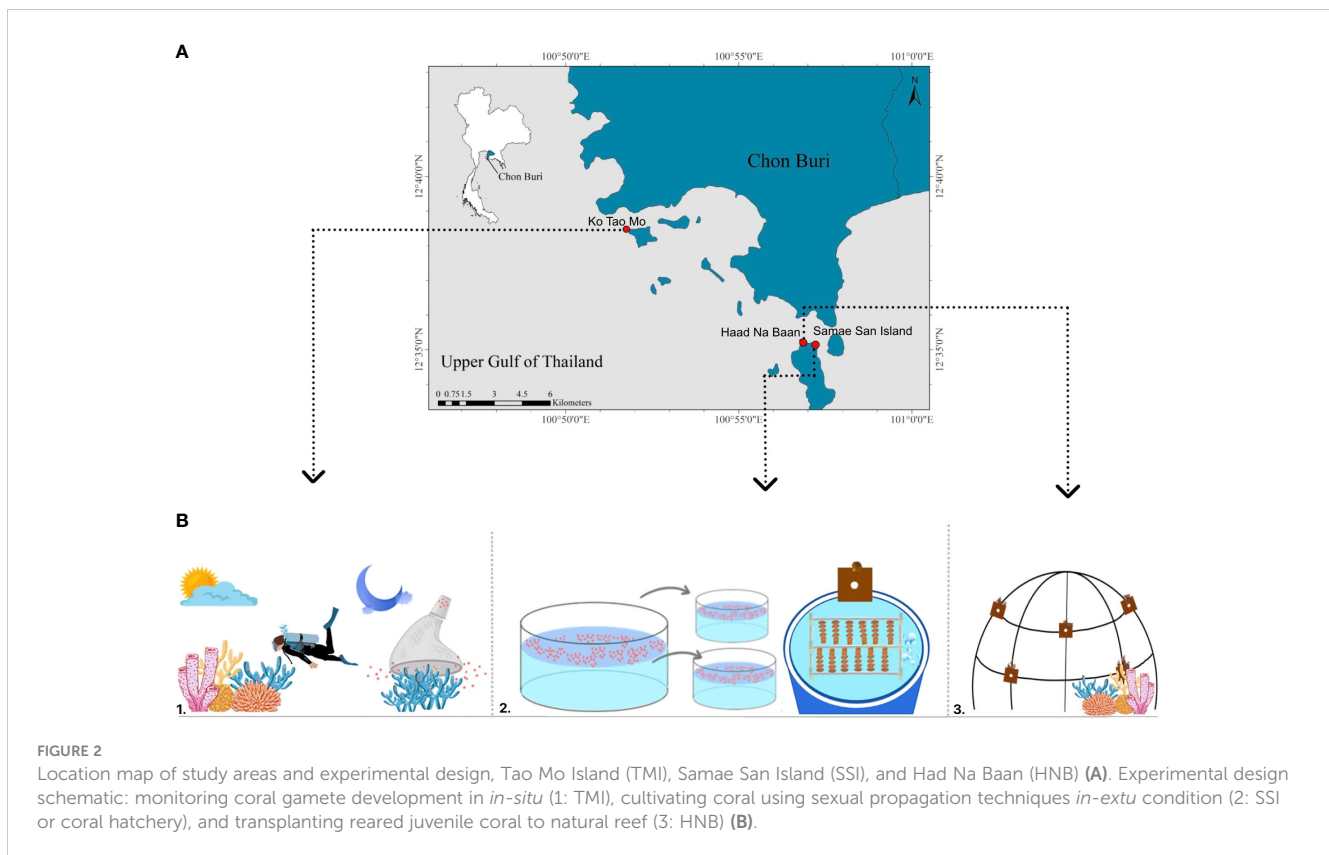 A
100°50'0"E
100°55'0"E
101°0'0"E
N
Chon Buri
Chon Buri
12°40'0"N
12°40'0"N
Ko Tao Mo
Haad Na Baan
Samae San Island
12°35'0"N
12°35'0"N
Upper Gulf of Thailand
0 0.75 1.5 3 4.5 6
Kilometers
100°50'0"E
100°55'0"E
101°0'0"E
B
1.
2.
3.
FIGURE 2
Location map of study areas and experimental design, Tao Mo Island (TMI), Samae San Island (SSI), and Had Na Baan (HNB) (A). Experimental design
schematic: monitoring coral gamete development in in-situ (1: TMI), cultivating coral using sexual propagation techniques in-extu condition (2: SSI
or coral hatchery), and transplanting reared juvenile coral to natural reef (3: HNB) (B).